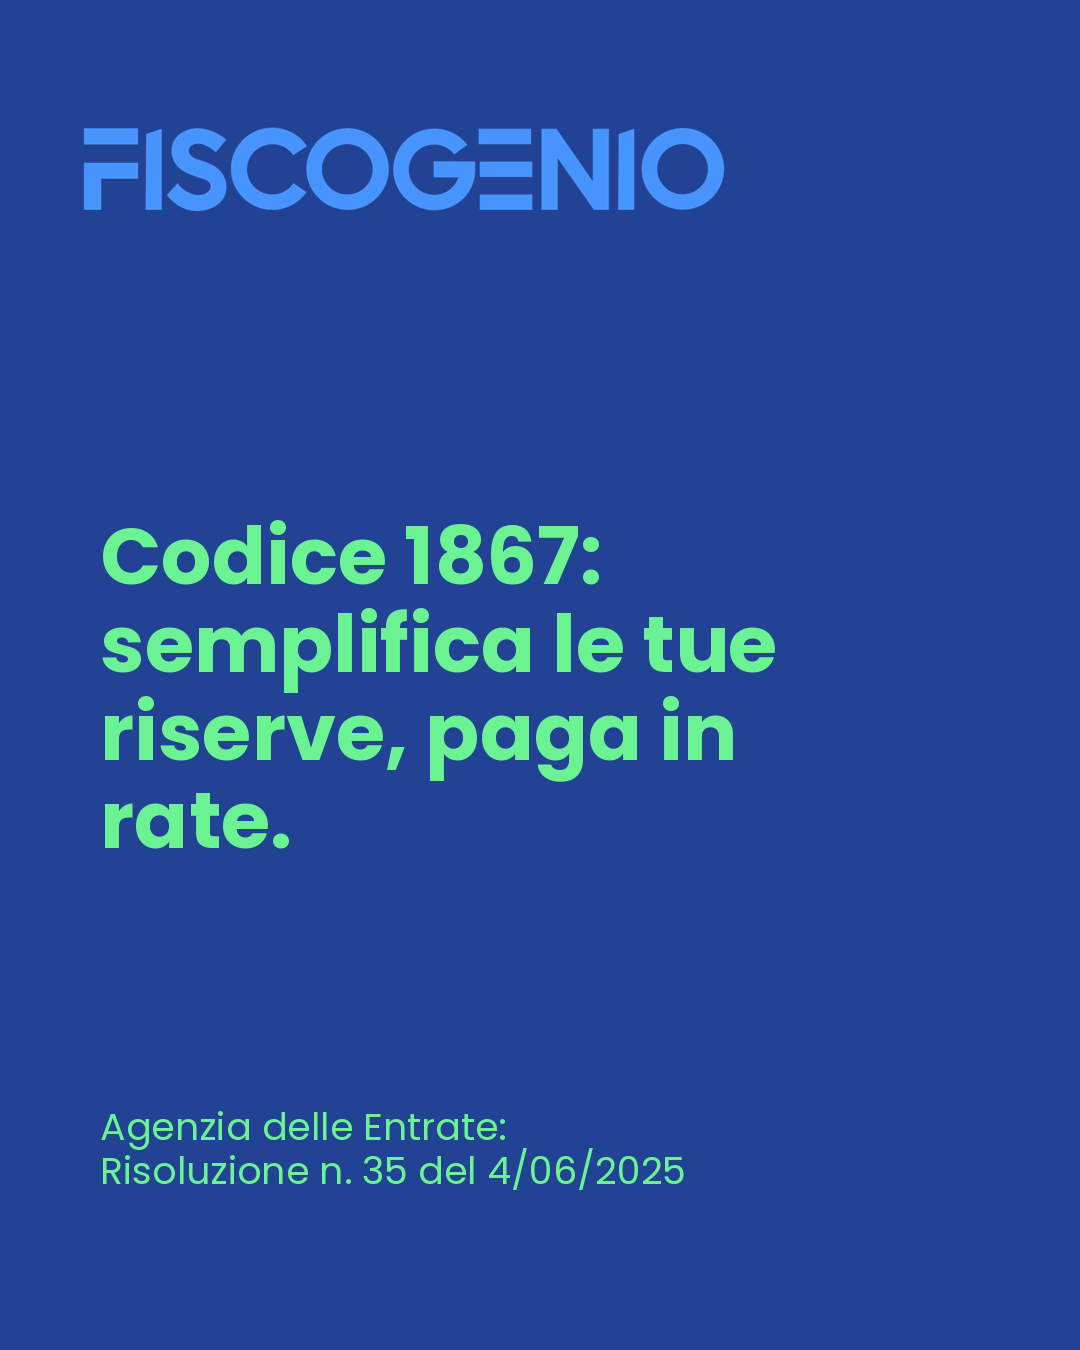 FISCOGENIO
Codice 1867:
semplifica le tue
riserve, paga in
rate.
Agenzia delle Entrate:
Risoluzione n. 35 del 4/06/2025